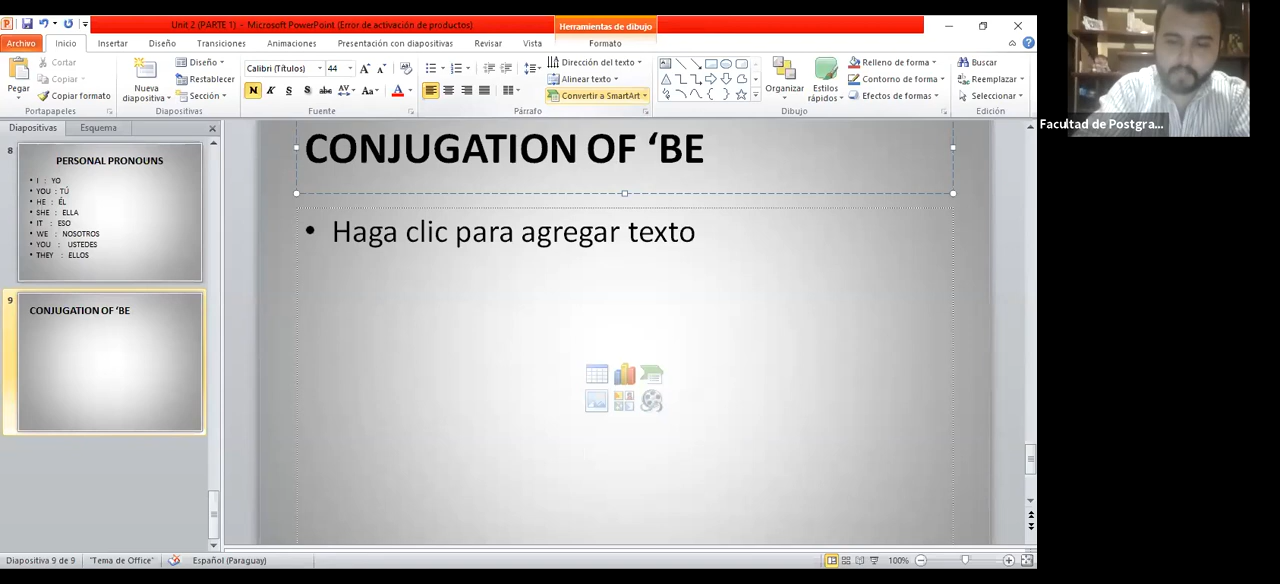 Unit 2 (PARTE 1) - Microsoft PowerPoint (Error de activación de productos)
Herramientas de dibujo
Archivo Inicio Insertar Diseño Transiciones Animaciones Presentación con diapositivas Revisar Vista Formato
Pegar
Cortar
Copiar
Copiar formato
Portapapeles
Nueva diapositiva
Diseño
Restablecer
Sección
Diapositivas
Calibri (Títulos) 44
N K S S abc AV Aa A
Fuente
Dirección del texto
Alinear texto
Convertir a SmartArt
Párrafo
Organizar
Estilos rápidos
Relleno de forma
Contorno de forma
Efectos de formas
Dibujo
Buscar
Reemplazar
Seleccionar
Edición
Diapositivas Esquema
8
PERSONAL PRONOUNS
• I : YO
• YOU : TÚ
• HE : ÉL
• SHE : ELLA
• IT : ESO
• WE : NOSOTROS
• YOU : USTEDES
• THEY : ELLOS
9
CONJUGATION OF ‘BE
CONJUGATION OF ‘BE
• Haga clic para agregar texto
Facultad de Postgra...
Diapositiva 9 de 9 "Tema de Office" Español (Paraguay) 100%